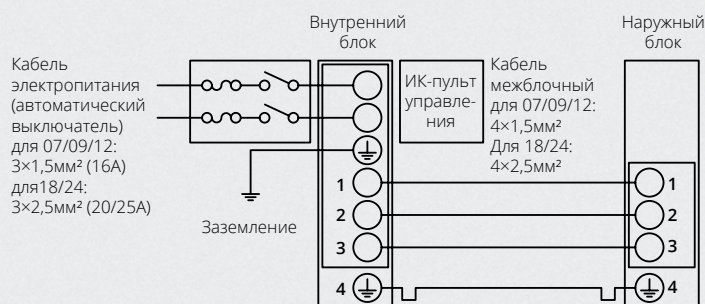 Внутренний
блок
Наружный
блок
Кабель
электропитания
(автоматический
выключатель)
для 07/09/12:
3×1,5мм² (16А)
для18/24:
3×2,5мм² (20/25А)
ИК-пульт
управле-
ния
Кабель
межблочный
для 07/09/12:
4×1,5мм²
Для 18/24:
4×2,5мм²
Заземление
1
2
3
4
1
2
3
4